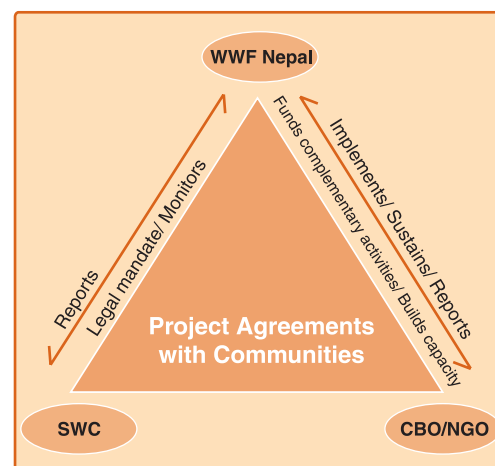 WWF Nepal
Reports
Legal mandate/ Monitors
Implements/ Sustains/ Reports
Funds complementary activities/ Builds capacity
Project Agreements
with Communities
SWC
CBO/NGO